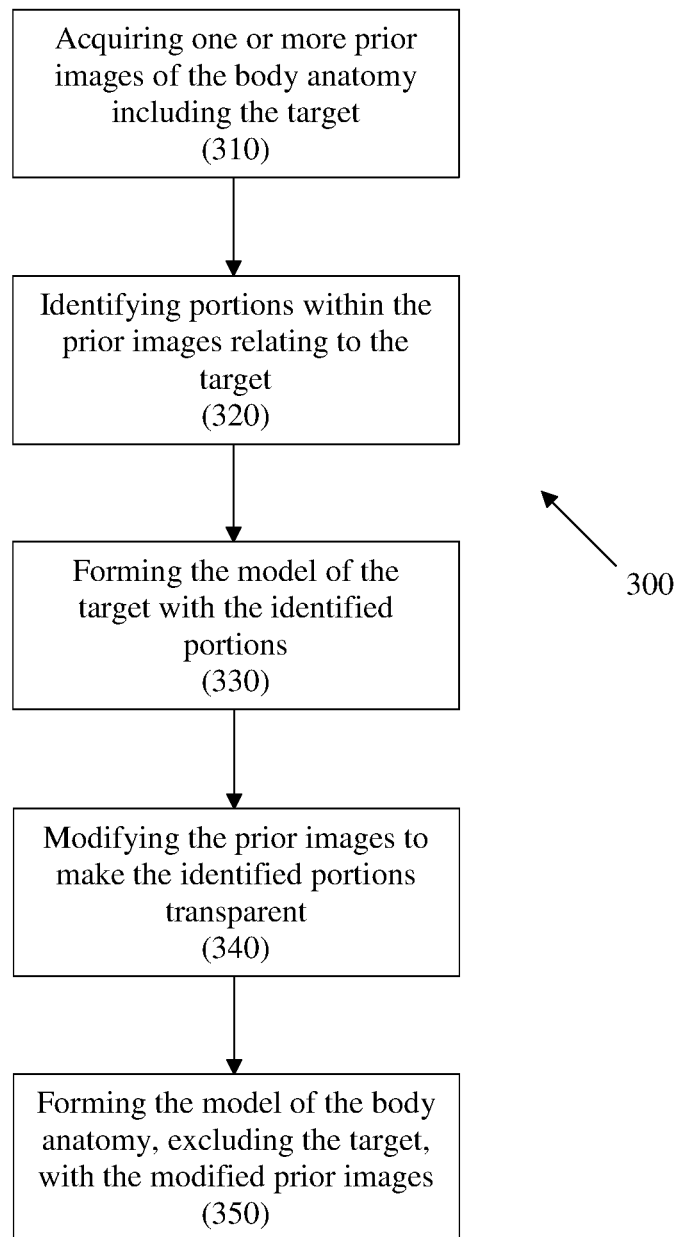 Acquiring one or more prior
images of the body anatomy
including the target
(310)
Identifying portions within the
prior images relating to the
target
(320)
300
Forming the model of the
target with the identified
portions
(330)
Modifying the prior images to
make the identified portions
transparent
(340)
Forming the model of the body
anatomy, excluding the target,
with the modified prior images
(350)